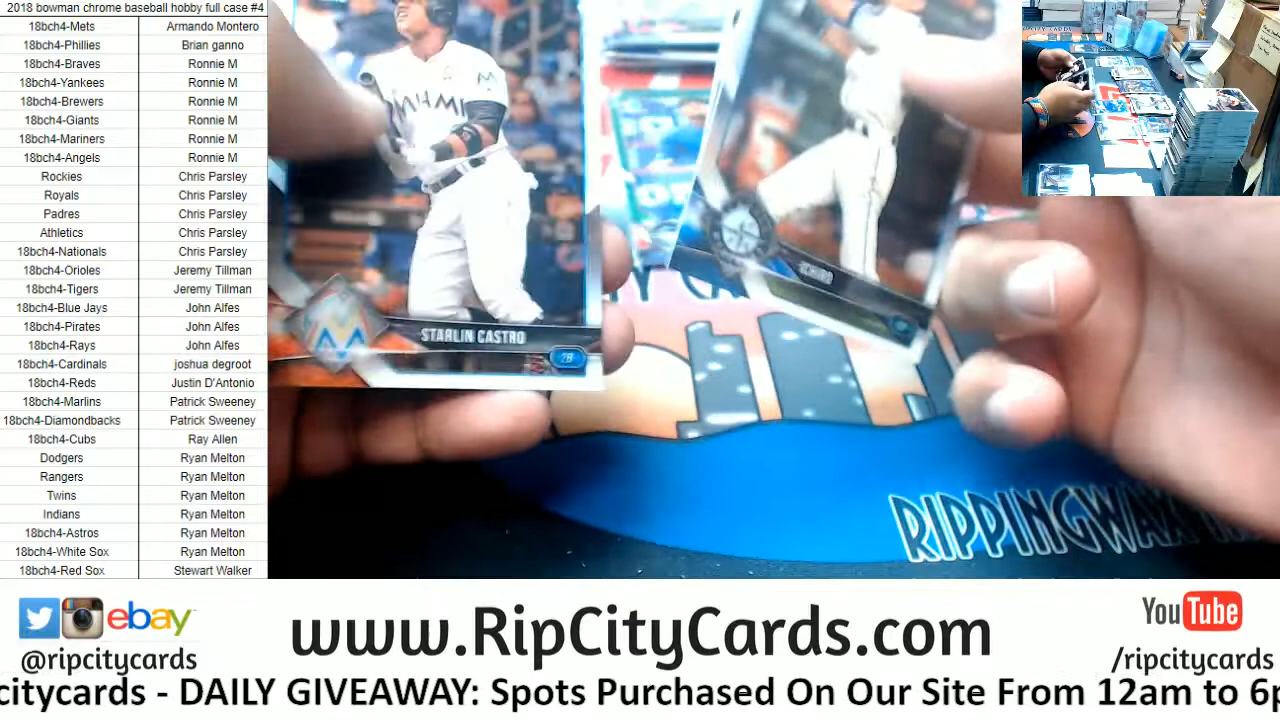 2018 bowman chrome baseball hobby full case #4
18bch4-Mets Armando Montero
18bch4-Phillies Brian ganno
18bch4-Braves Ronnie M
18bch4-Yankees Ronnie M
18bch4-Brewers Ronnie M
18bch4-Giants Ronnie M
18bch4-Mariners Ronnie M
18bch4-Angels Ronnie M
Rockies Chris Parsley
Royals Chris Parsley
Padres Chris Parsley
Athletics Chris Parsley
18bch4-Nationals Chris Parsley
18bch4-Orioles Jeremy Tillman
18bch4-Tigers Jeremy Tillman
18bch4-Blue Jays John Alfes
18bch4-Pirates John Alfes
18bch4-Rays John Alfes
18bch4-Cardinals joshua degroot
18bch4-Reds Justin D'Antonio
18bch4-Marlins Patrick Sweeney
18bch4-Diamondbacks Patrick Sweeney
18bch4-Cubs Ray Allen
Dodgers Ryan Melton
Rangers Ryan Melton
Twins Ryan Melton
Indians Ryan Melton
18bch4-Astros Ryan Melton
18bch4-White Sox Ryan Melton
18bch4-Red Sox Stewart Walker
MIAMI
M
STARLIN CASTRO
2B
ICHIRO
RIPPINGWAX
ebay
@ripcitycards
www.RipCityCards.com
YouTube
/ripcitycards
citycards - DAILY GIVEAWAY: Spots Purchased On Our Site From 12am to 6p